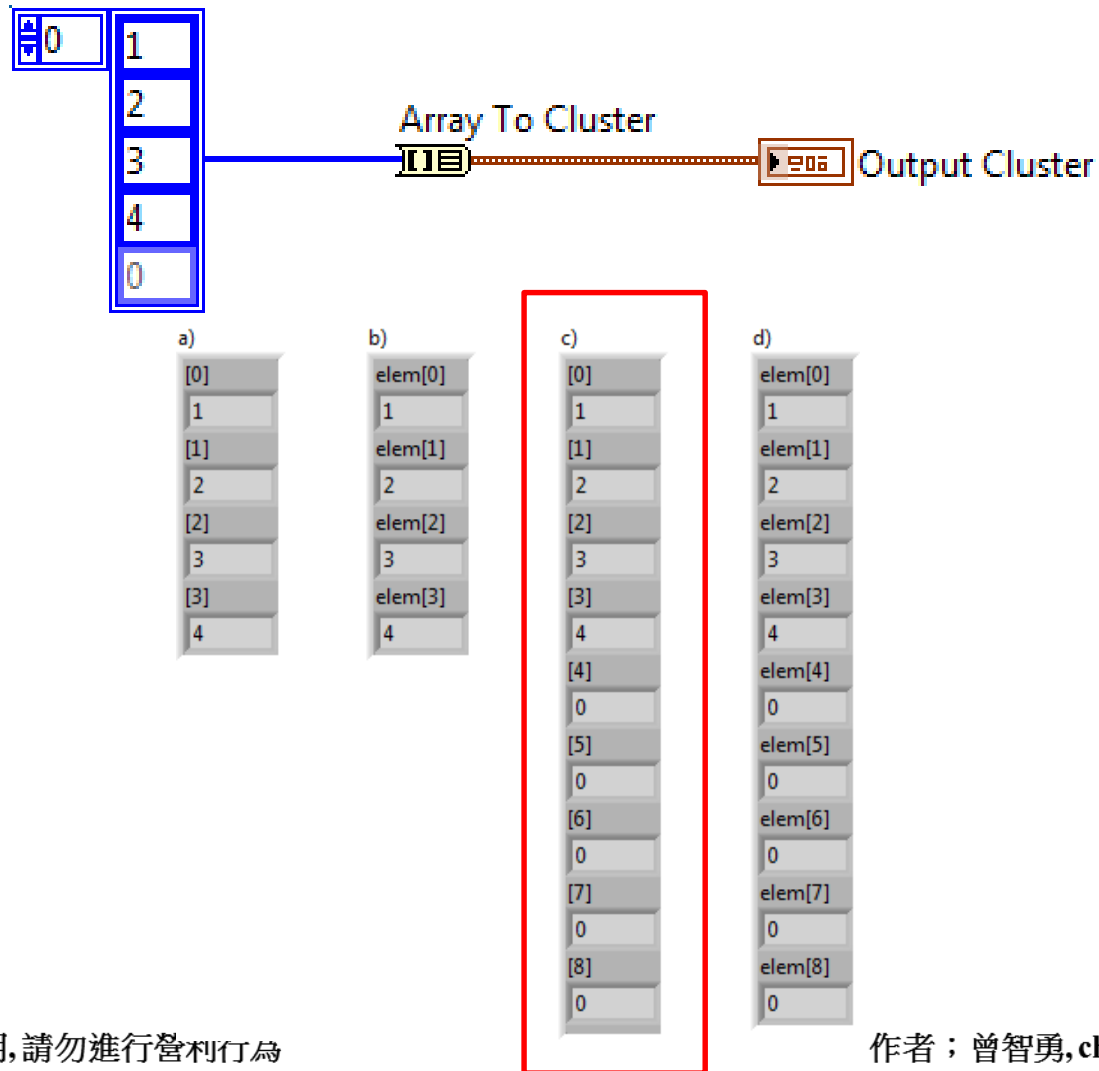 0
1
2
3
4
0
Array To Cluster
Output Cluster
a)
[0]
1
[1]
2
[2]
3
[3]
4
b)
elem[0]
1
elem[1]
2
elem[2]
3
elem[3]
4
c)
[0]
1
[1]
2
[2]
3
[3]
4
[4]
0
[5]
0
[6]
0
[7]
0
[8]
0
d)
elem[0]
1
elem[1]
2
elem[2]
3
elem[3]
4
elem[4]
0
elem[5]
0
elem[6]
0
elem[7]
0
elem[8]
0
,請勿進行營利行為
作者；曾智勇,